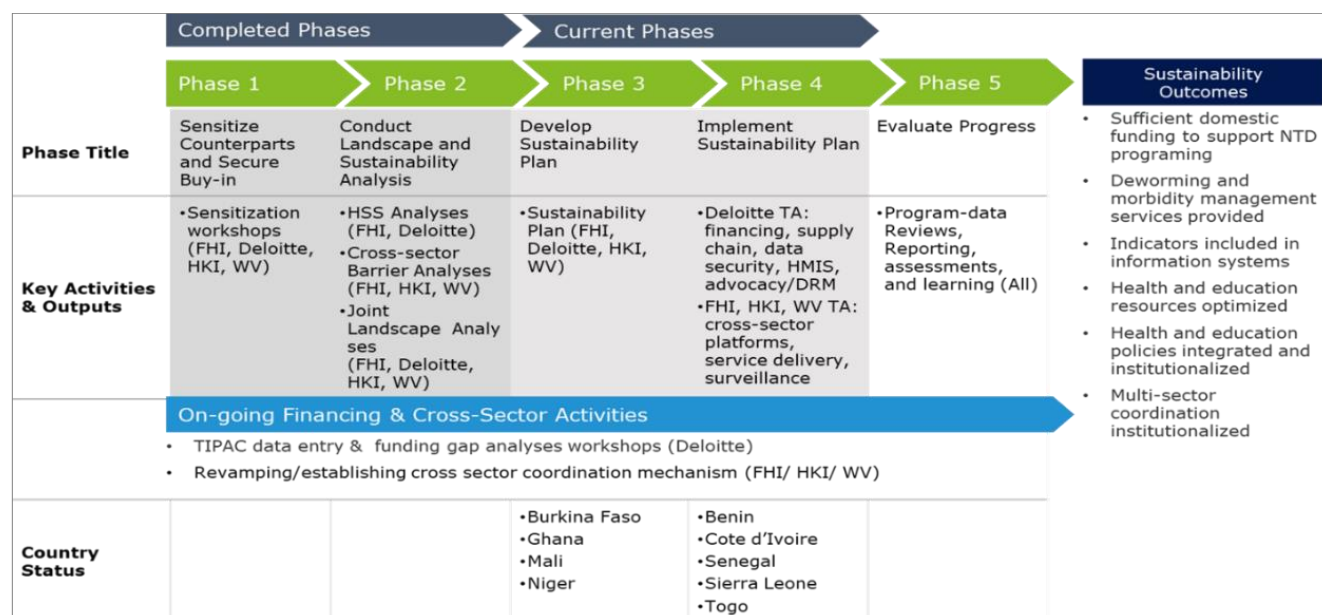 Completed Phases
Current Phases
Phase 1
Phase 2
Phase 3
Phase 4
Phase 5
Sustainability
Outcomes
Phase Title
Sensitize
Counterparts
and Secure
Buy-in
Conduct
Landscape and
Sustainability
Analysis
Develop
Sustainability
Plan
Implement
Sustainability Plan
Evaluate Progress
Key Activities
& Outputs
•Sensitization
workshops
(FHI, Deloitte,
HKI, WV)
•HSS Analyses
(FHI, Deloitte)
•Cross-sector
Barrier Analyses
(FHI, HKI, WV)
•Joint
Landscape Analy
ses
(FHI, Deloitte,
HKI, WV)
•Sustainability
Plan (FHI,
Deloitte, HKI,
WV)
•Deloitte TA:
financing, supply
chain, data
security, HMIS,
advocacy/DRM
•FHI, HKI, WV TA:
cross-sector
platforms,
service delivery,
surveillance
•Program-data
Reviews,
Reporting,
assessments,
and learning (All)
• Sufficient domestic
funding to support NTD
programing
• Deworming and
morbidity management
services provided
• Indicators included in
information systems
• Health and education
resources optimized
• Health and education
policies integrated and
institutionalized
• Multi-sector
coordination
institutionalized
On-going Financing & Cross-Sector Activities
• TIPAC data entry & funding gap analyses workshops (Deloitte)
• Revamping/establishing cross sector coordination mechanism (FHI/ HKI/ WV)
Country
Status
•Burkina Faso
•Ghana
•Mali
•Niger
•Benin
•Cote d'Ivoire
•Senegal
•Sierra Leone
•Togo